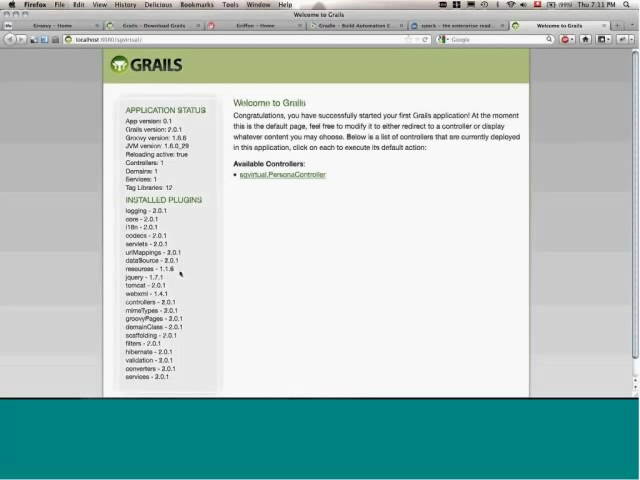 Firefox File Edit View History Delicious Bookmarks Tools Window Help (99%) Thu 7:11 PM
Welcome to Grails
Groovy - Home Grails - Download Grails Griffon - Home Gradle - Build Automation E... spock - the enterprise read... Welcome to Grails
localhost:8080/sqvirtual/ Google
GRAILS
APPLICATION STATUS
App version: 0.1
Grails version: 2.0.1
Groovy version: 1.8.6
JVM version: 1.6.0_29
Reloading active: true
Controllers: 1
Domains: 1
Services: 1
Tag Libraries: 12
INSTALLED PLUGINS
logging - 2.0.1
core - 2.0.1
i18n - 2.0.1
codecs - 2.0.1
servlets - 2.0.1
urlMappings - 2.0.1
dataSource - 2.0.1
resources - 1.1.6
jquery - 1.7.1
tomcat - 2.0.1
webxml - 1.4.1
controllers - 2.0.1
mimeTypes - 2.0.1
groovyPages - 2.0.1
domainClass - 2.0.1
scaffolding - 2.0.1
filters - 2.0.1
hibernate - 2.0.1
validation - 2.0.1
converters - 2.0.1
services - 2.0.1
Welcome to Grails
Congratulations, you have successfully started your first Grails application! At the moment
this is the default page, feel free to modify it to either redirect to a controller or display
whatever content you may choose. Below is a list of controllers that are currently deployed
in this application, click on each to execute its default action:
Available Controllers:
• sqvirtual.PersonaController